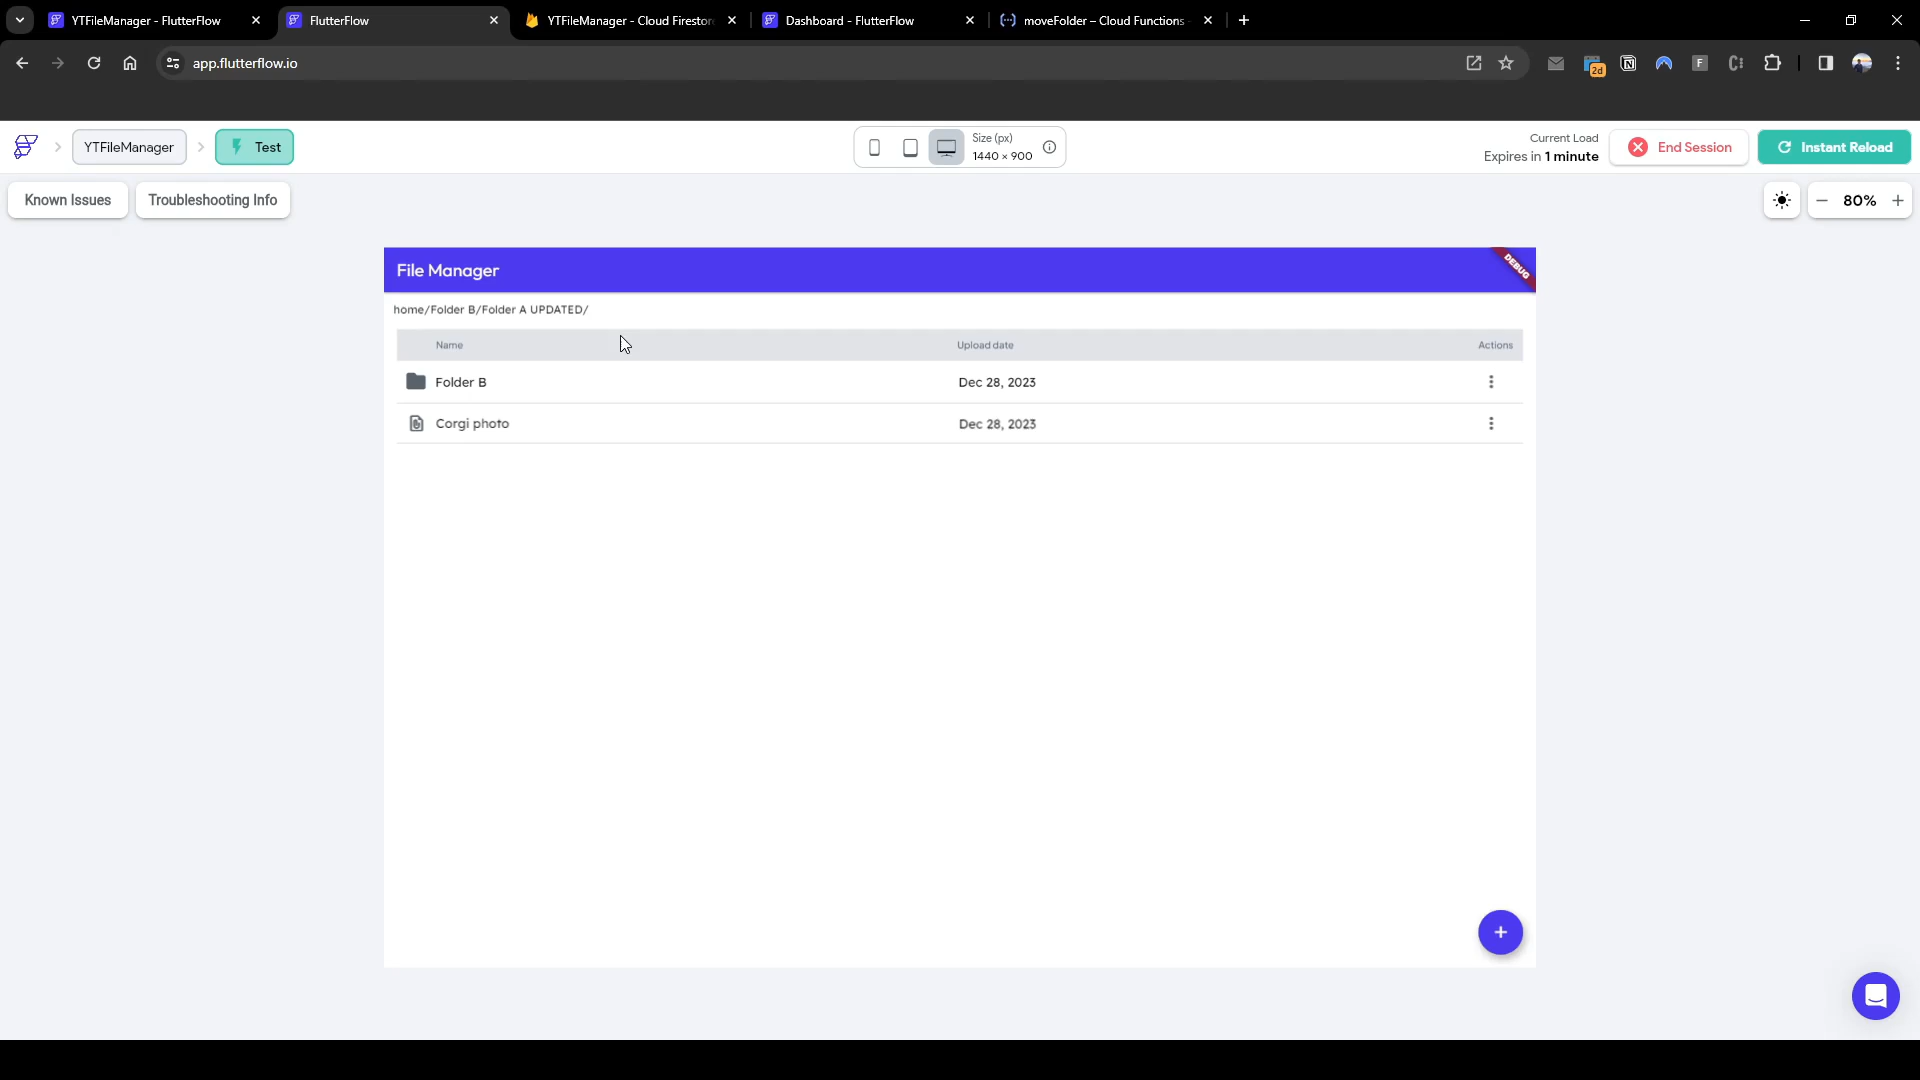 YTFileManager - FlutterFlow
FlutterFlow
YTFileManager - Cloud Firestor
Dashboard - FlutterFlow
moveFolder – Cloud Functions
app.flutterflow.io
2d
F
YTFileManager
Test
Size (px)
1440 × 900
Current Load
Expires in 1 minute
End Session
Instant Reload
Known Issues
Troubleshooting Info
80%
File Manager
DEBUG
home/Folder B/Folder A UPDATED/
Name
Upload date
Actions
Folder B
Dec 28, 2023
Corgi photo
Dec 28, 2023